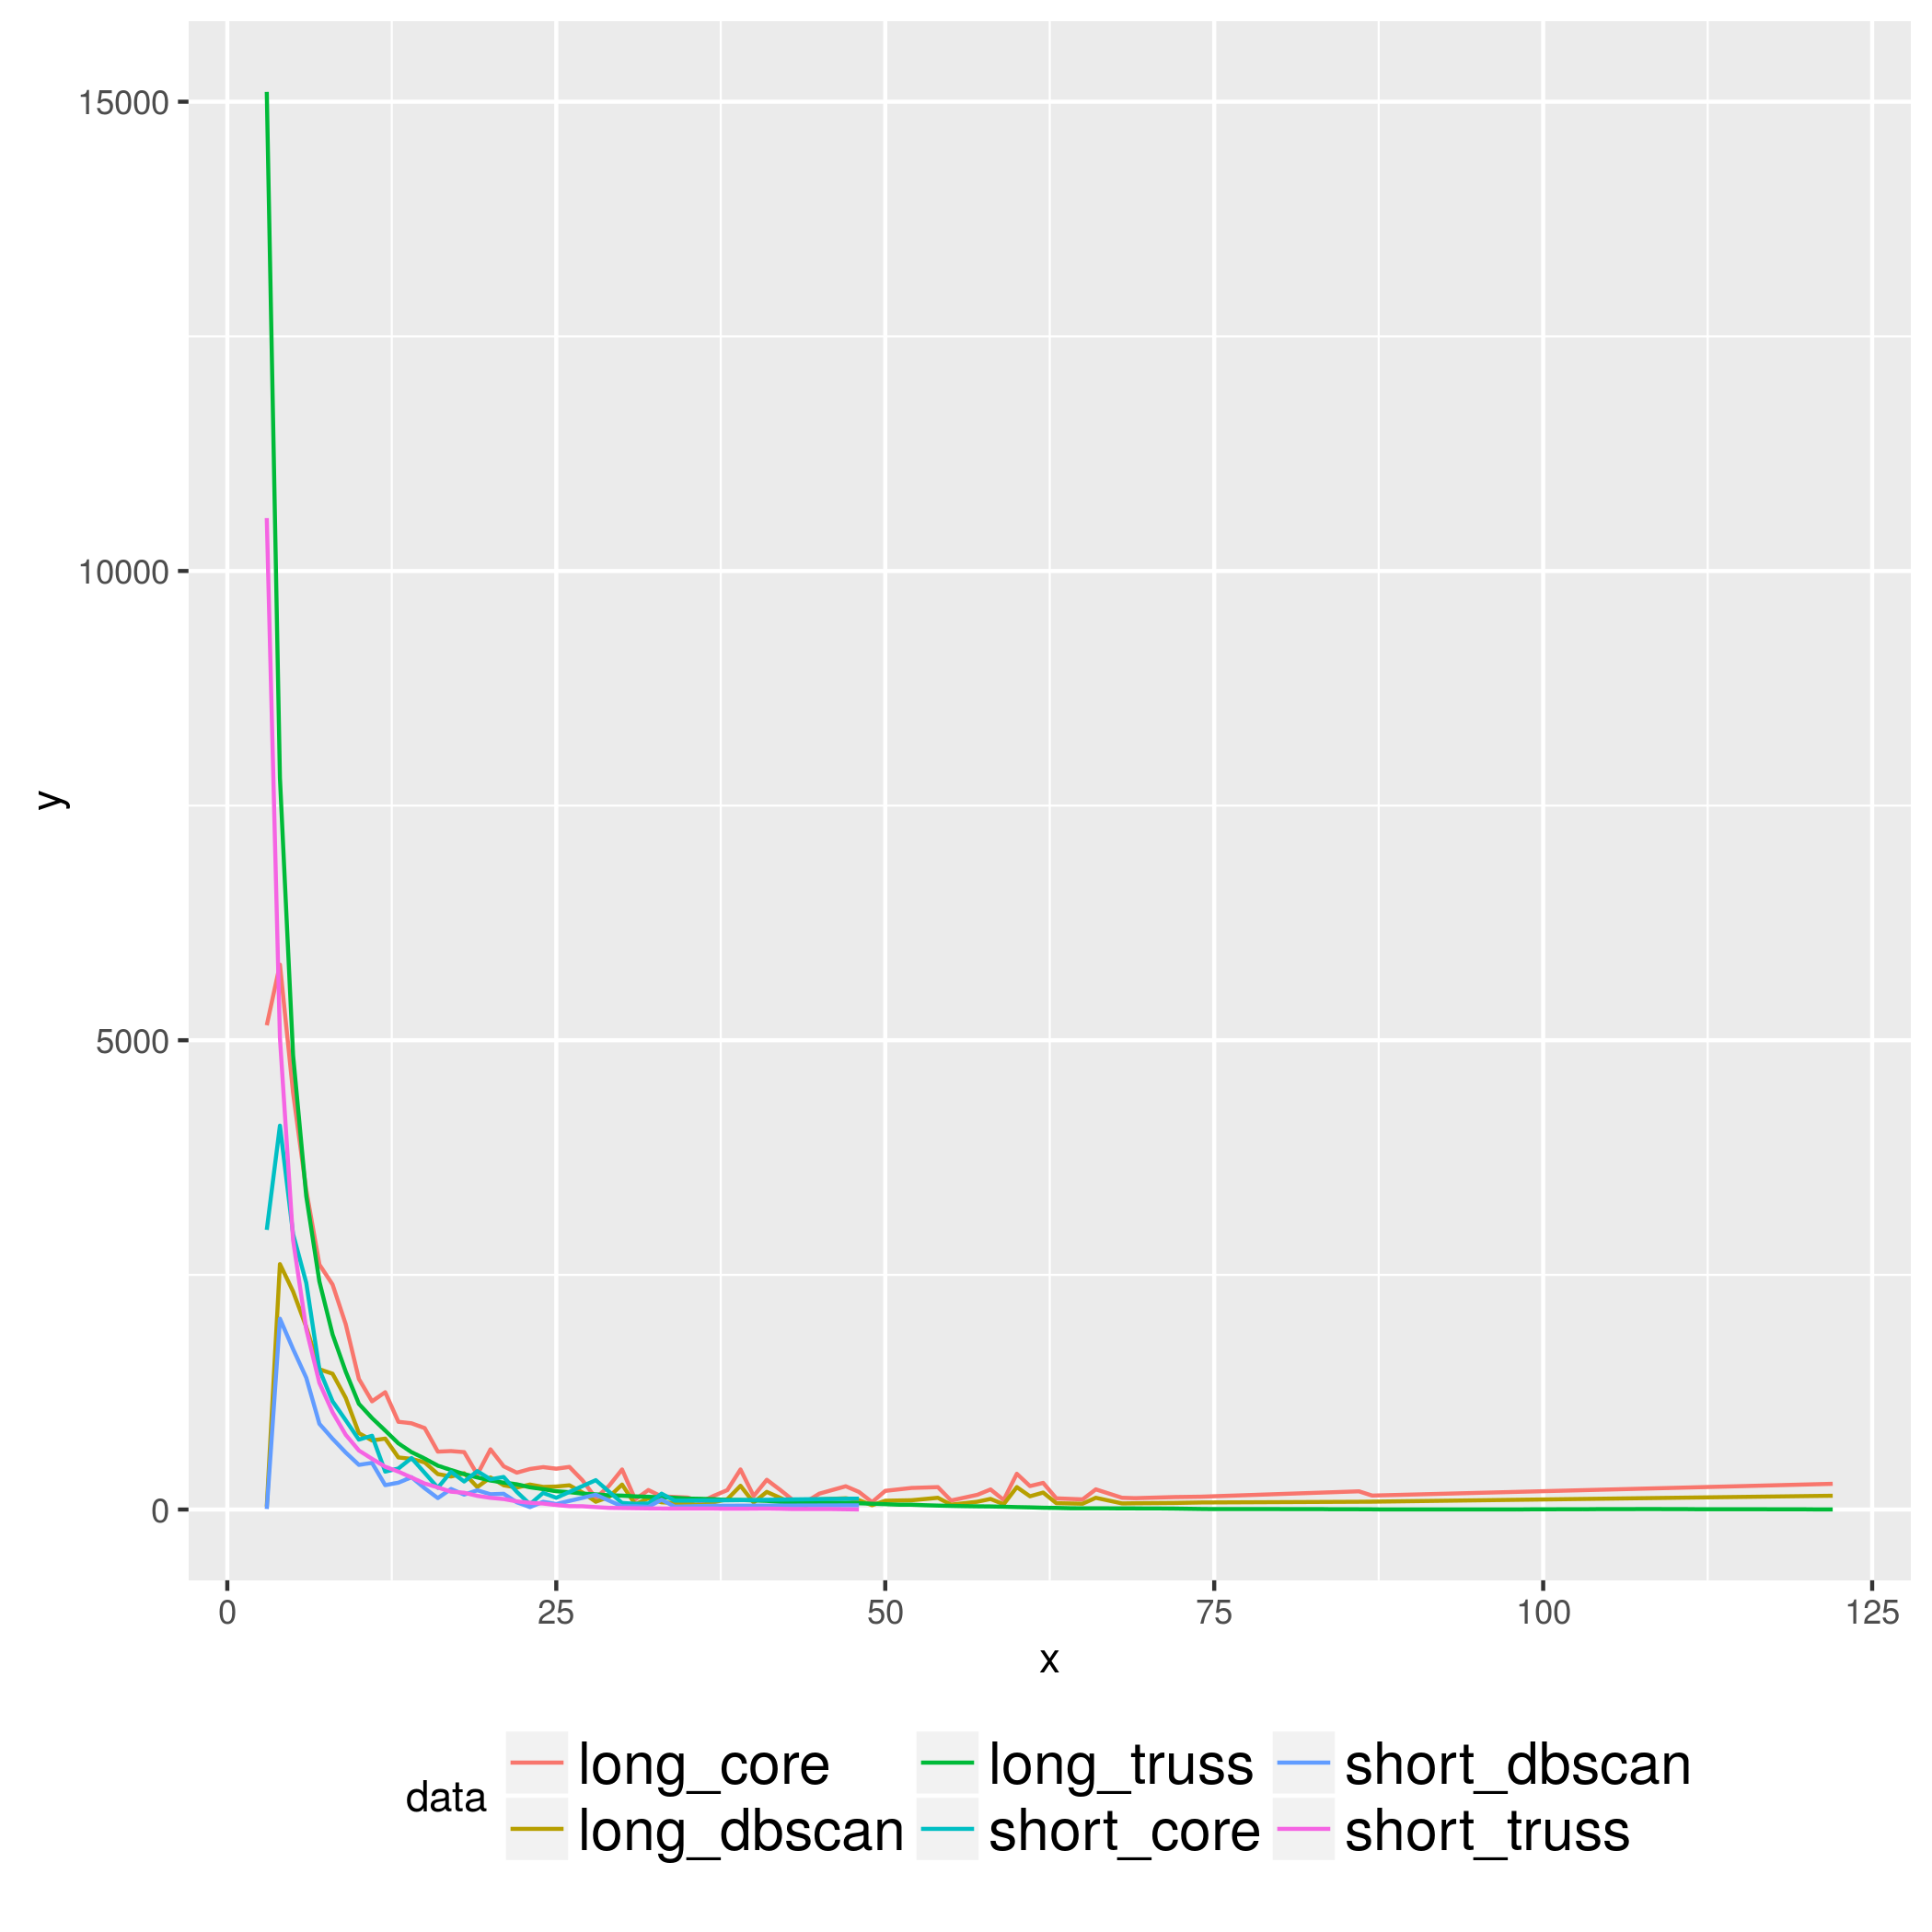 15000
10000
5000
0
y
0 25 50 75 100 125
x
data
long_core long_truss short_dbscan
long_dbscan short_core short_truss